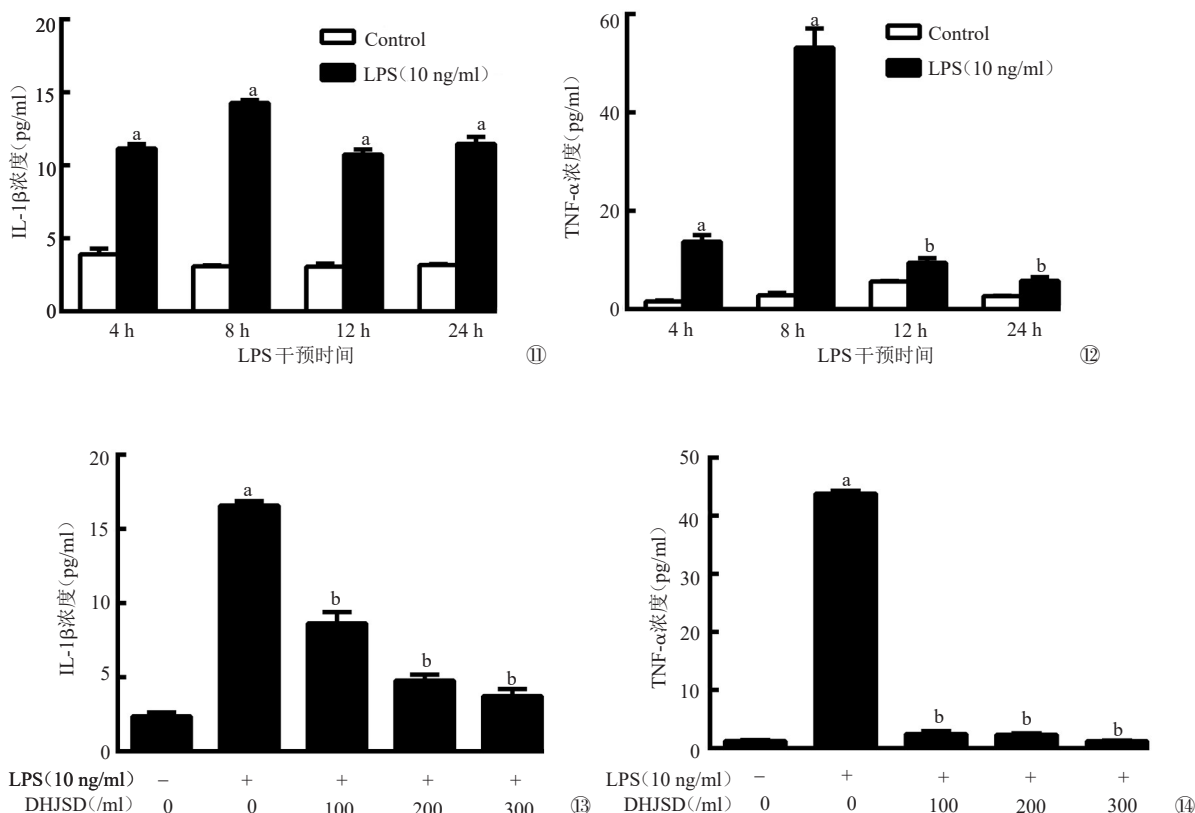 20
15
10
5
0
IL-1β浓度(pg/ml)
Control
LPS(10 ng/ml)
a
a
a
a
4 h 8 h 12 h 24 h
LPS干预时间
⑪
60
40
20
0
TNF-α浓度(pg/ml)
Control
LPS(10 ng/ml)
a
a
b
b
4 h 8 h 12 h 24 h
LPS干预时间
⑫
20
15
10
5
0
IL-1β浓度(pg/ml)
a
b
b
b
LPS(10 ng/ml) − + + + +
DHJSD(/ml) 0 0 100 200 300
⑬
50
40
30
20
10
0
TNF-α浓度(pg/ml)
a
b
b
b
LPS(10 ng/ml) − + + + +
DHJSD(/ml) 0 0 100 200 300
⑭